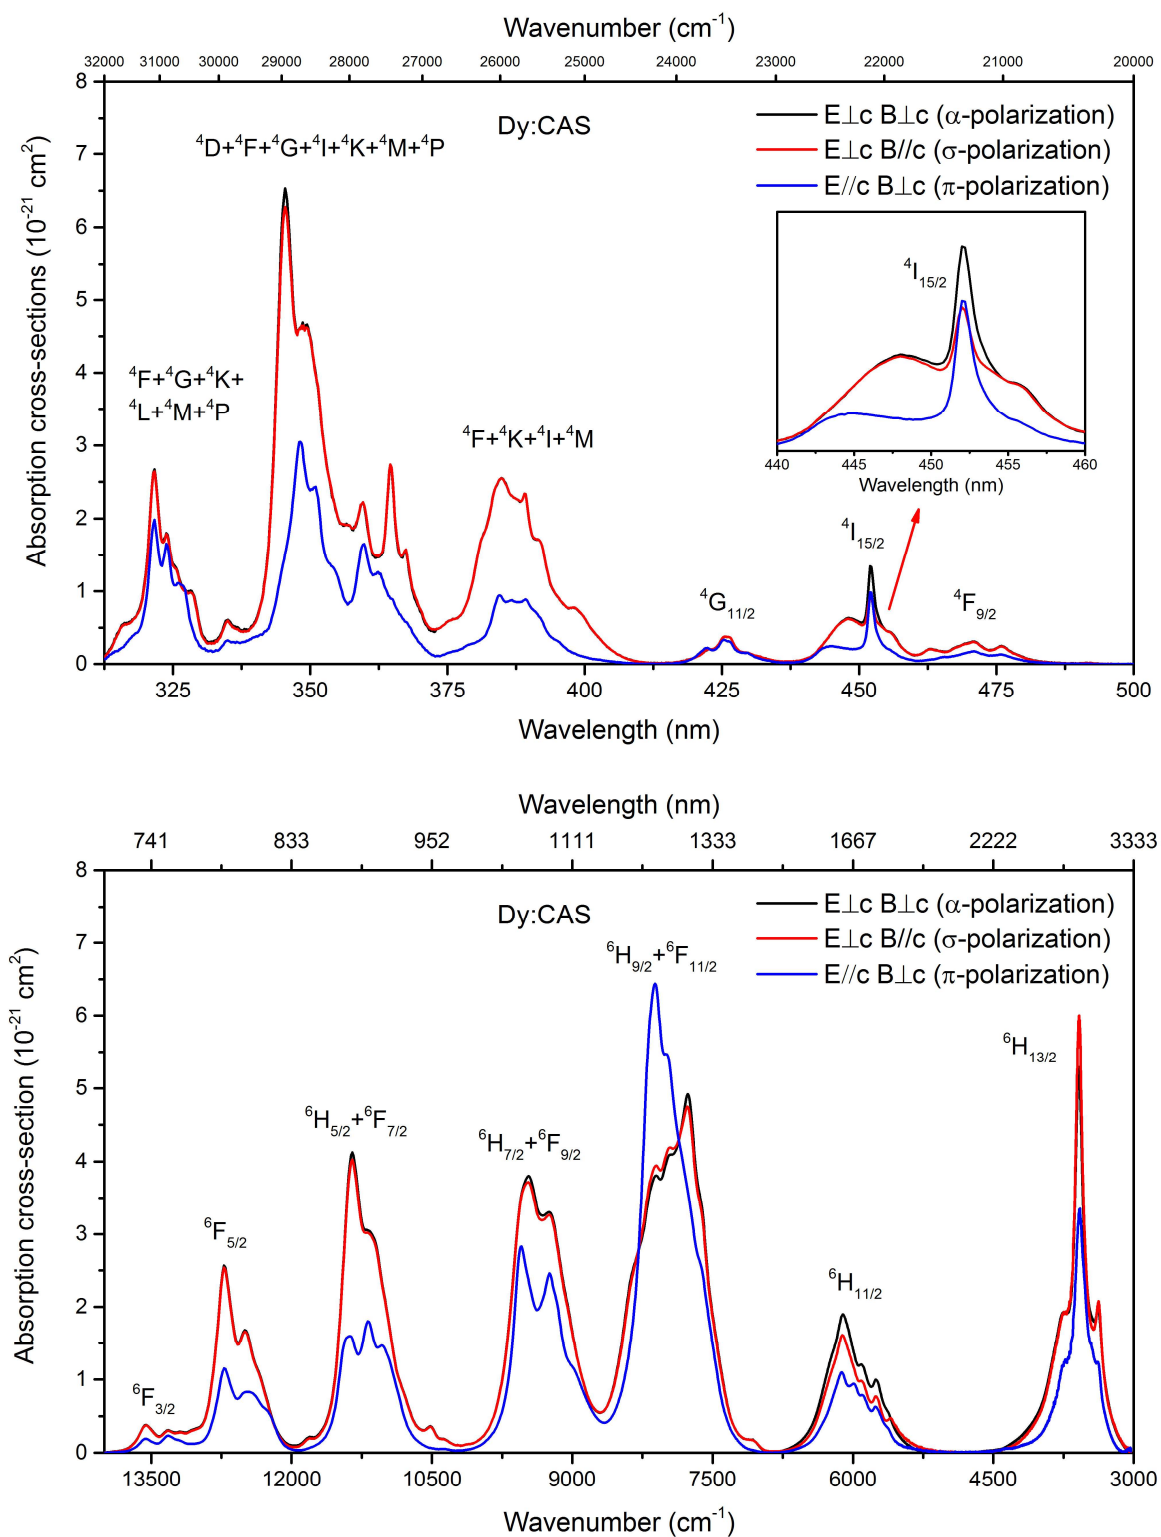 Wavenumber (cm⁻¹)
32000 31000 30000 29000 28000 27000 26000 25000 24000 23000 22000 21000 20000
8
7
6
5
4
3
2
1
0
Absorption cross-sections (10⁻²¹ cm²)
Dy:CAS
E⊥c B⊥c (α-polarization)
E⊥c B//c (σ-polarization)
E//c B⊥c (π-polarization)
⁴D+⁴F+⁴G+⁴I+⁴K+⁴M+⁴P
⁴F+⁴G+⁴K+
⁴L+⁴M+⁴P
⁴F+⁴K+⁴I+⁴M
⁴I₁₅/₂
440 445 450 455 460
Wavelength (nm)
⁴I₁₅/₂
⁴G₁₁/₂
⁴F₉/₂
325 350 375 400 425 450 475 500
Wavelength (nm)
Wavelength (nm)
741 833 952 1111 1333 1667 2222 3333
8
7
6
5
4
3
2
1
0
Absorption cross-section (10⁻²¹ cm²)
Dy:CAS
E⊥c B⊥c (α-polarization)
E⊥c B//c (σ-polarization)
E//c B⊥c (π-polarization)
⁶H₉/₂+⁶F₁₁/₂
⁶H₁₃/₂
⁶H₅/₂+⁶F₇/₂
⁶H₇/₂+⁶F₉/₂
⁶F₅/₂
⁶H₁₁/₂
⁶F₃/₂
13500 12000 10500 9000 7500 6000 4500 3000
Wavenumber (cm⁻¹)